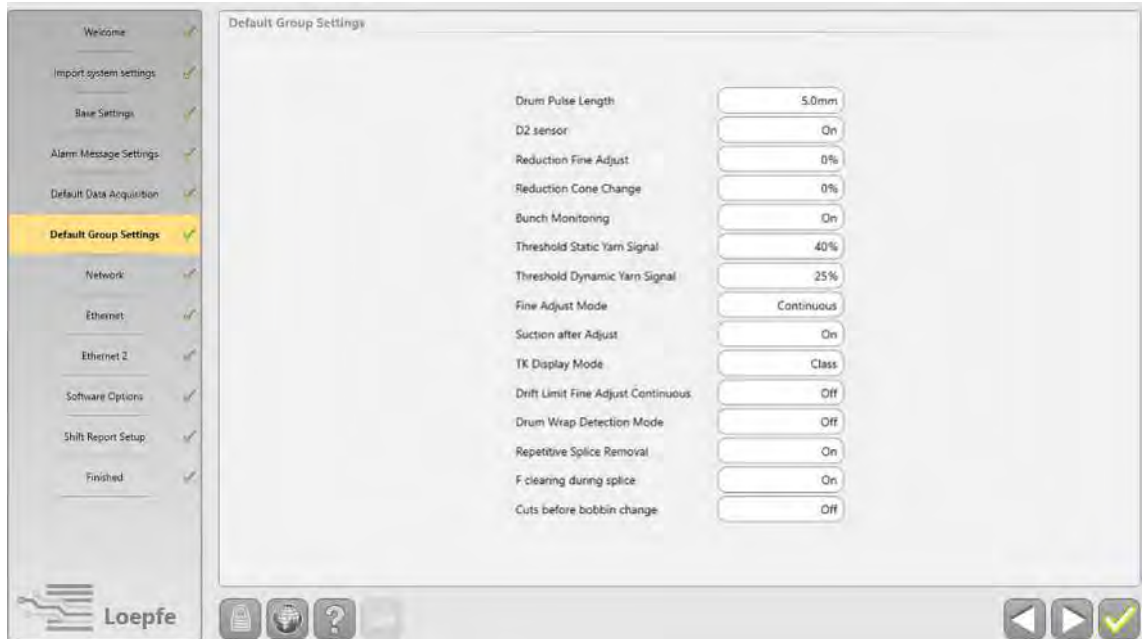 Welcome
Import system settings
Base Settings
Alarm Message Settings
Default Data Acquisition
Default Group Settings
Network
Ethernet
Ethernet 2
Software Options
Shift Report Setup
Finished
Loepfe
Default Group Settings
Drum Pulse Length 5.0mm
D2 sensor On
Reduction Fine Adjust 0%
Reduction Cone Change 0%
Bunch Monitoring On
Threshold Static Yarn Signal 40%
Threshold Dynamic Yarn Signal 25%
Fine Adjust Mode Continuous
Suction after Adjust On
TK Display Mode Class
Drift Limit Fine Adjust Continuous Off
Drum Wrap Detection Mode Off
Repetitive Splice Removal On
F clearing during splice On
Cuts before bobbin change Off
?